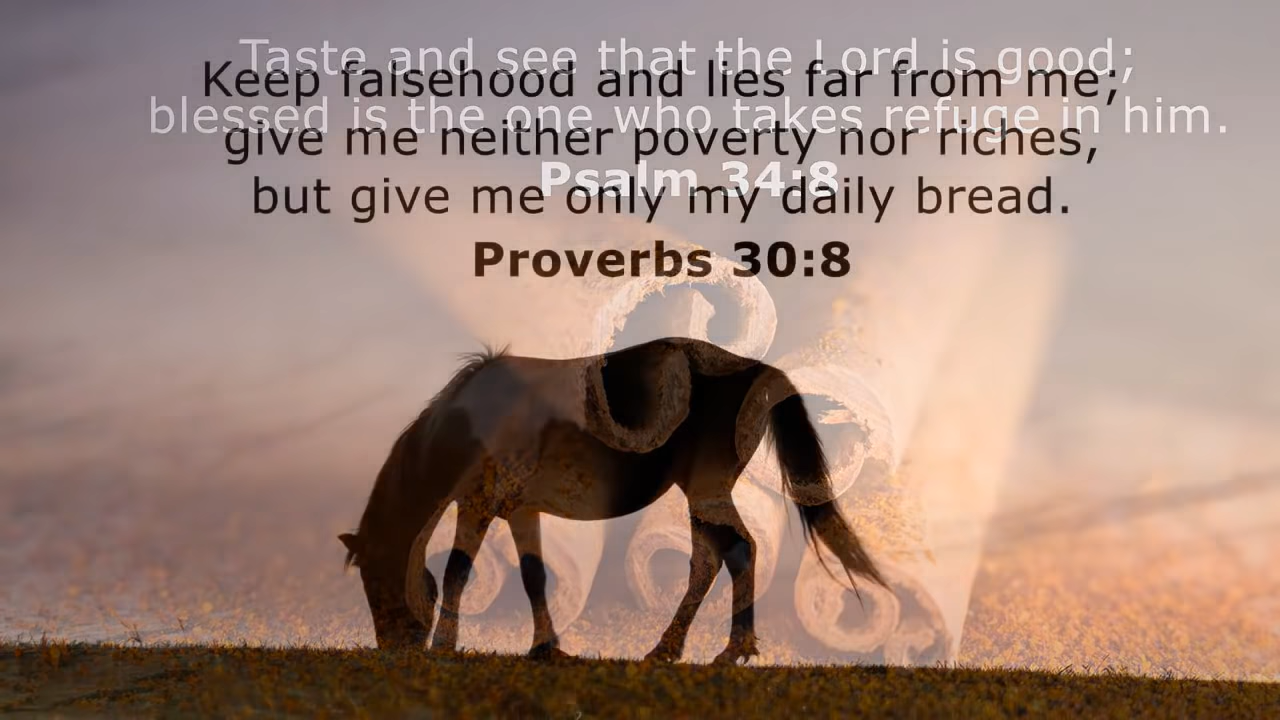 Taste and see that the Lord is good;
blessed is the one who takes refuge in him.
Psalm 34:8
Keep falsehood and lies far from me;
give me neither poverty nor riches,
but give me only my daily bread.
Proverbs 30:8